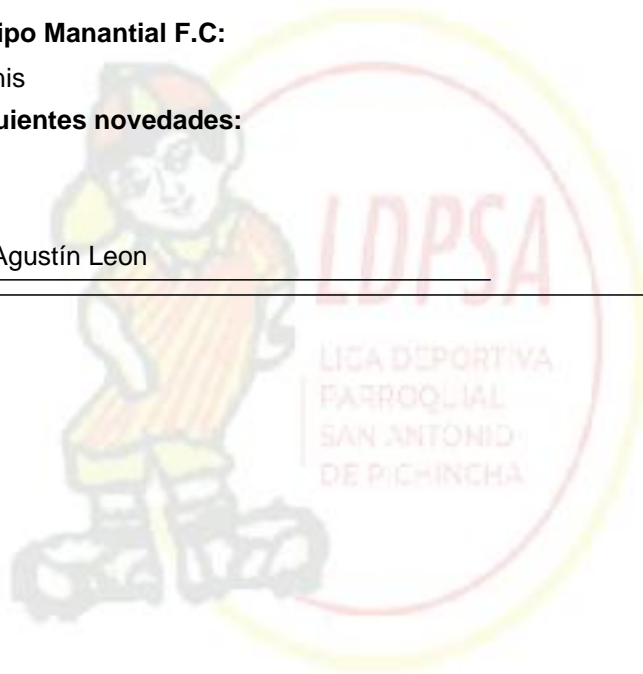 ipo Manantial F.C:
nis
uientes novedades:
Agustín Leon
LDPSA
LIGA DEPORTIVA
PARROQUIAL
SAN ANTONIO
DE PICHINCHA